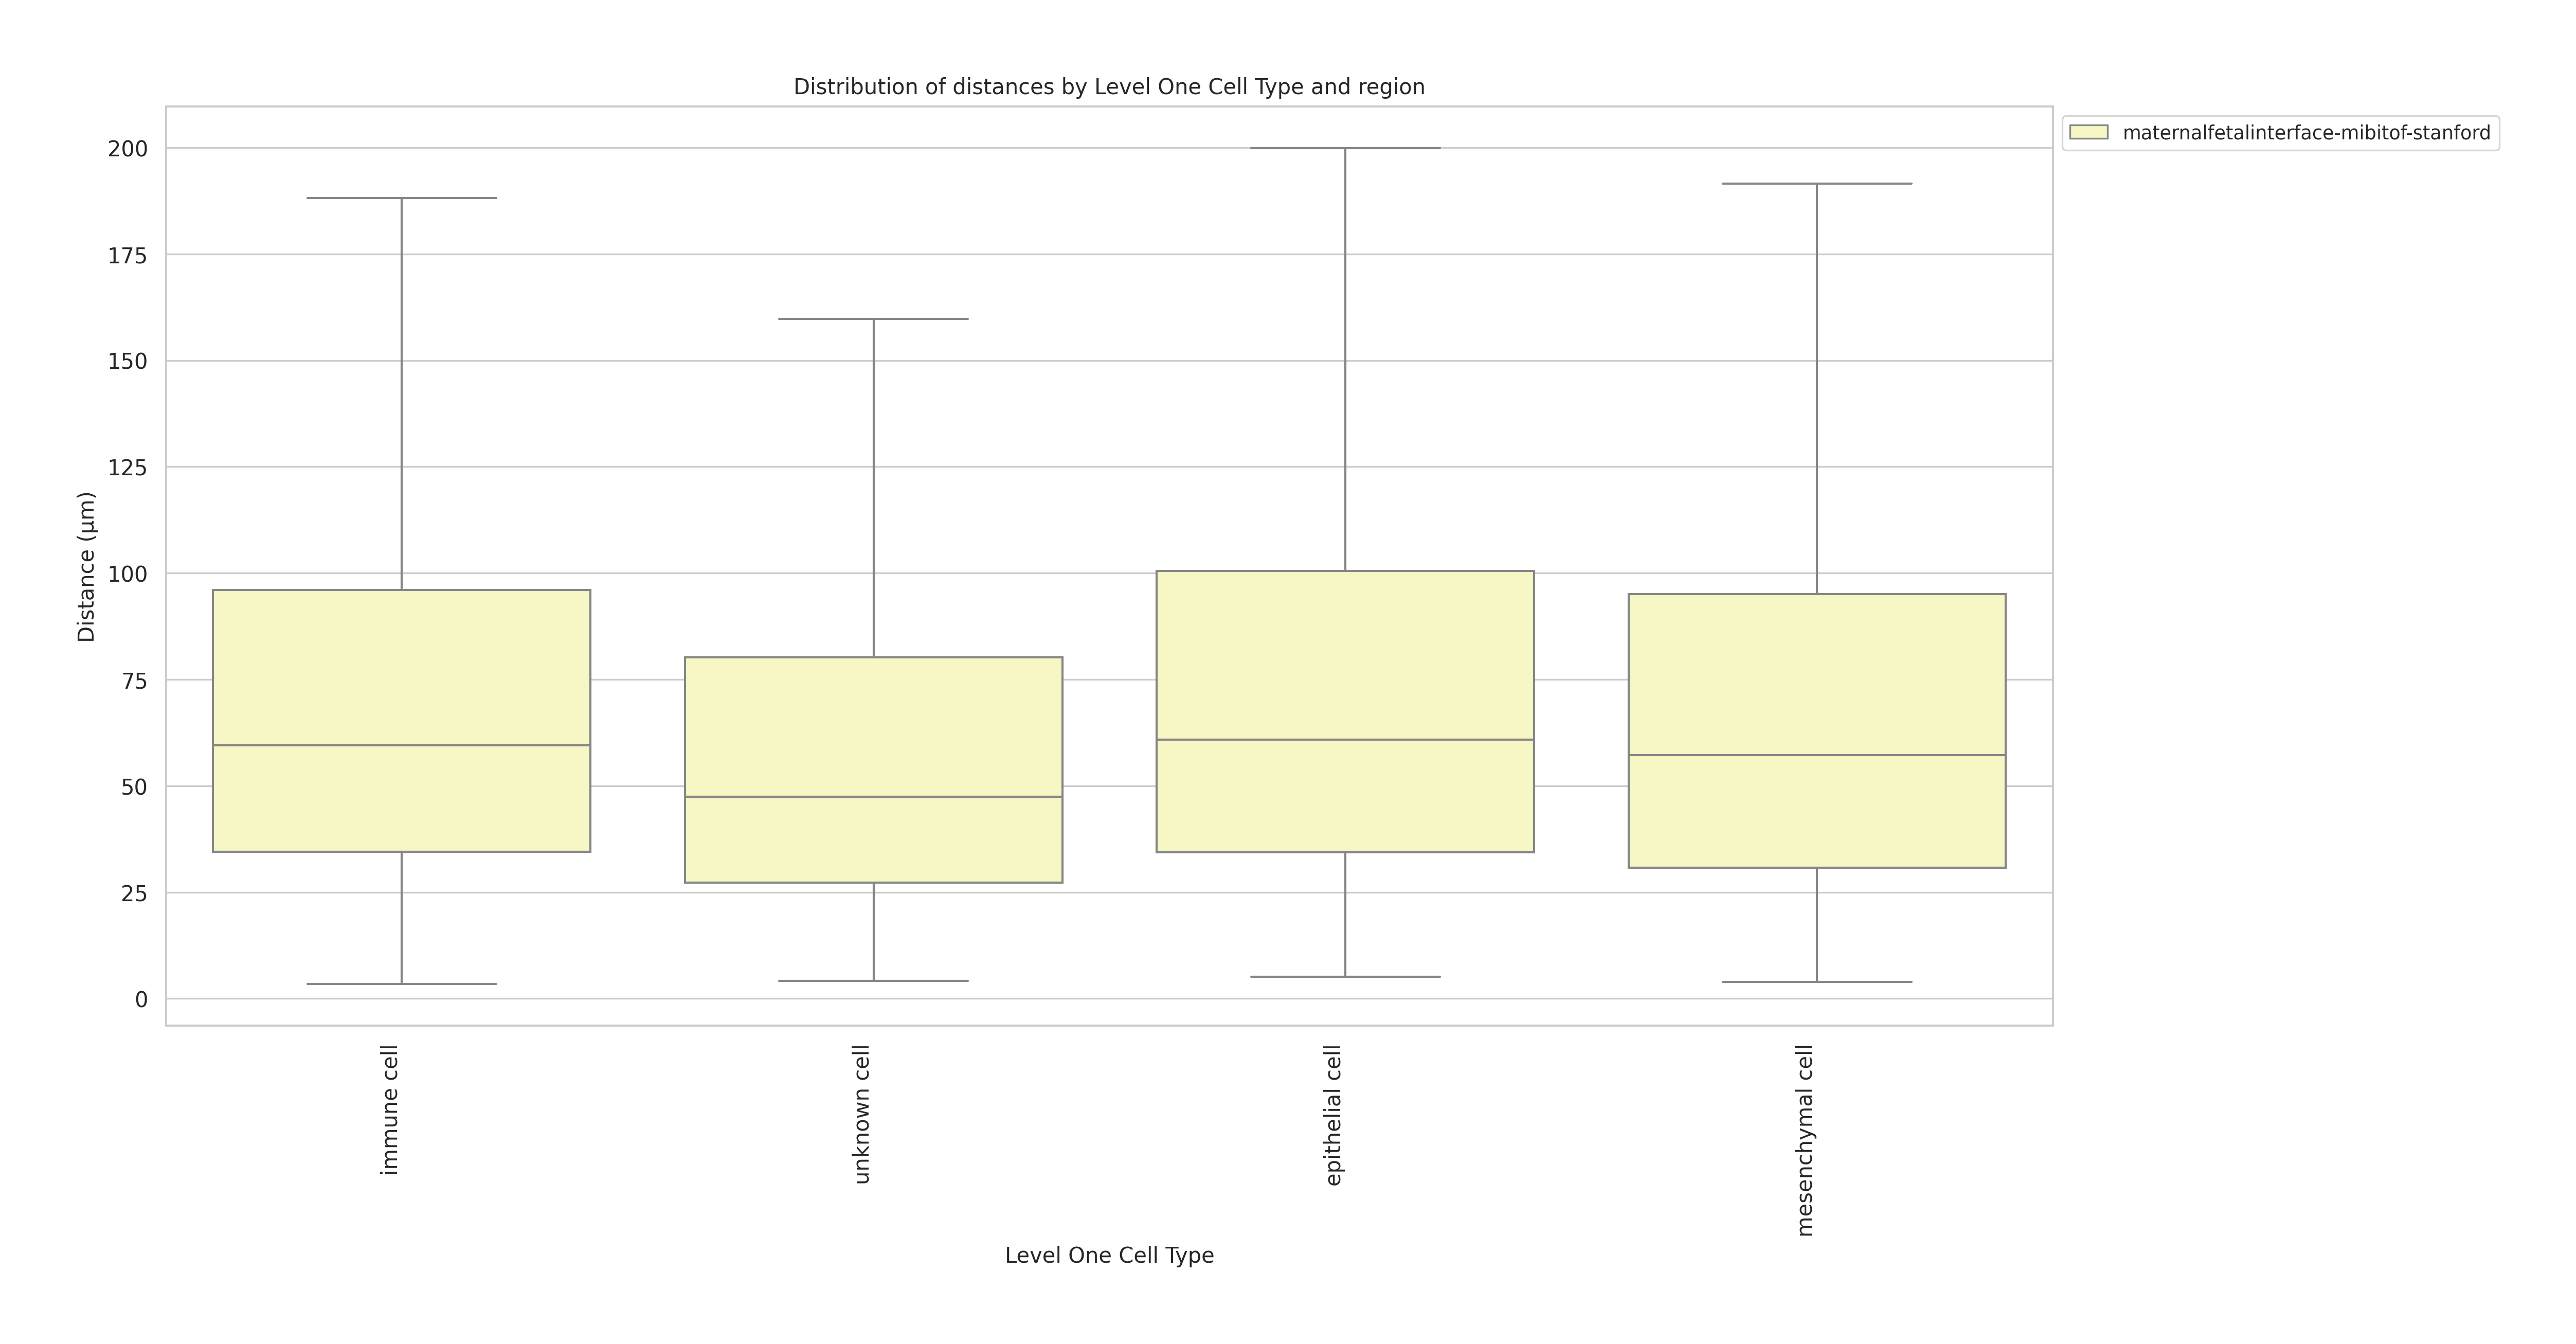 Distribution of distances by Level One Cell Type and region
maternalfetalinterface-mibitof-stanford
Distance (μm)
200
175
150
125
100
75
50
25
0
immune cell
unknown cell
epithelial cell
mesenchymal cell
Level One Cell Type